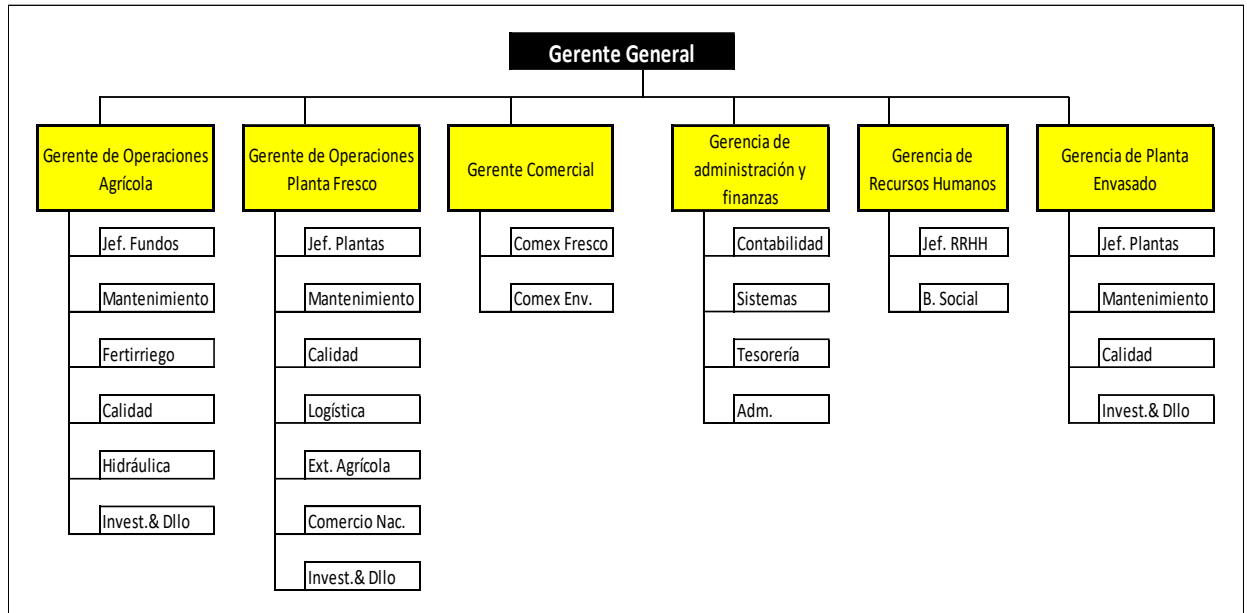 Gerente General
Gerente de Operaciones
Agrícola
Jef. Fundos
Mantenimiento
Fertirriego
Calidad
Hidráulica
Invest.& Dllo
Gerente de Operaciones
Planta Fresco
Jef. Plantas
Mantenimiento
Calidad
Logística
Ext. Agrícola
Comercio Nac.
Invest.& Dllo
Gerente Comercial
Comex Fresco
Comex Env.
Gerencia de
administración y
finanzas
Contabilidad
Sistemas
Tesorería
Adm.
Gerencia de
Recursos Humanos
Jef. RRHH
B. Social
Gerencia de Planta
Envasado
Jef. Plantas
Mantenimiento
Calidad
Invest.& Dllo